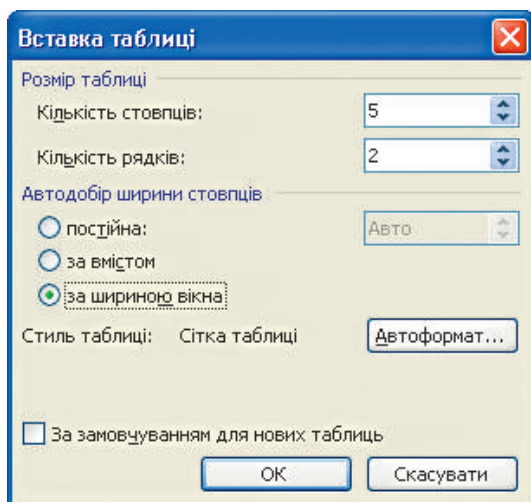 Вставка таблиці
Розмір таблиці
Кількість стовпців: 5
Кількість рядків: 2
Автодобір ширини стовпців
постійна: Авто
за вмістом
за шириною вікна
Стиль таблиці: Сітка таблиці Автоформат...
За замовчуванням для нових таблиць
ОК Скасувати